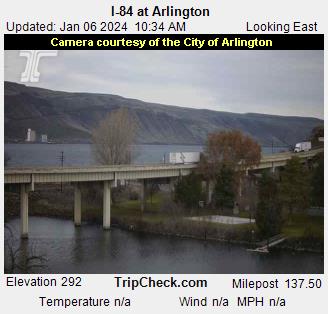 I-84 at Arlington
Updated: Jan 06 2024 10:34 AM Looking East
Camera courtesy of the City of Arlington
Elevation 292 TripCheck.com Milepost 137.50
Temperature n/a Wind n/a MPH n/a